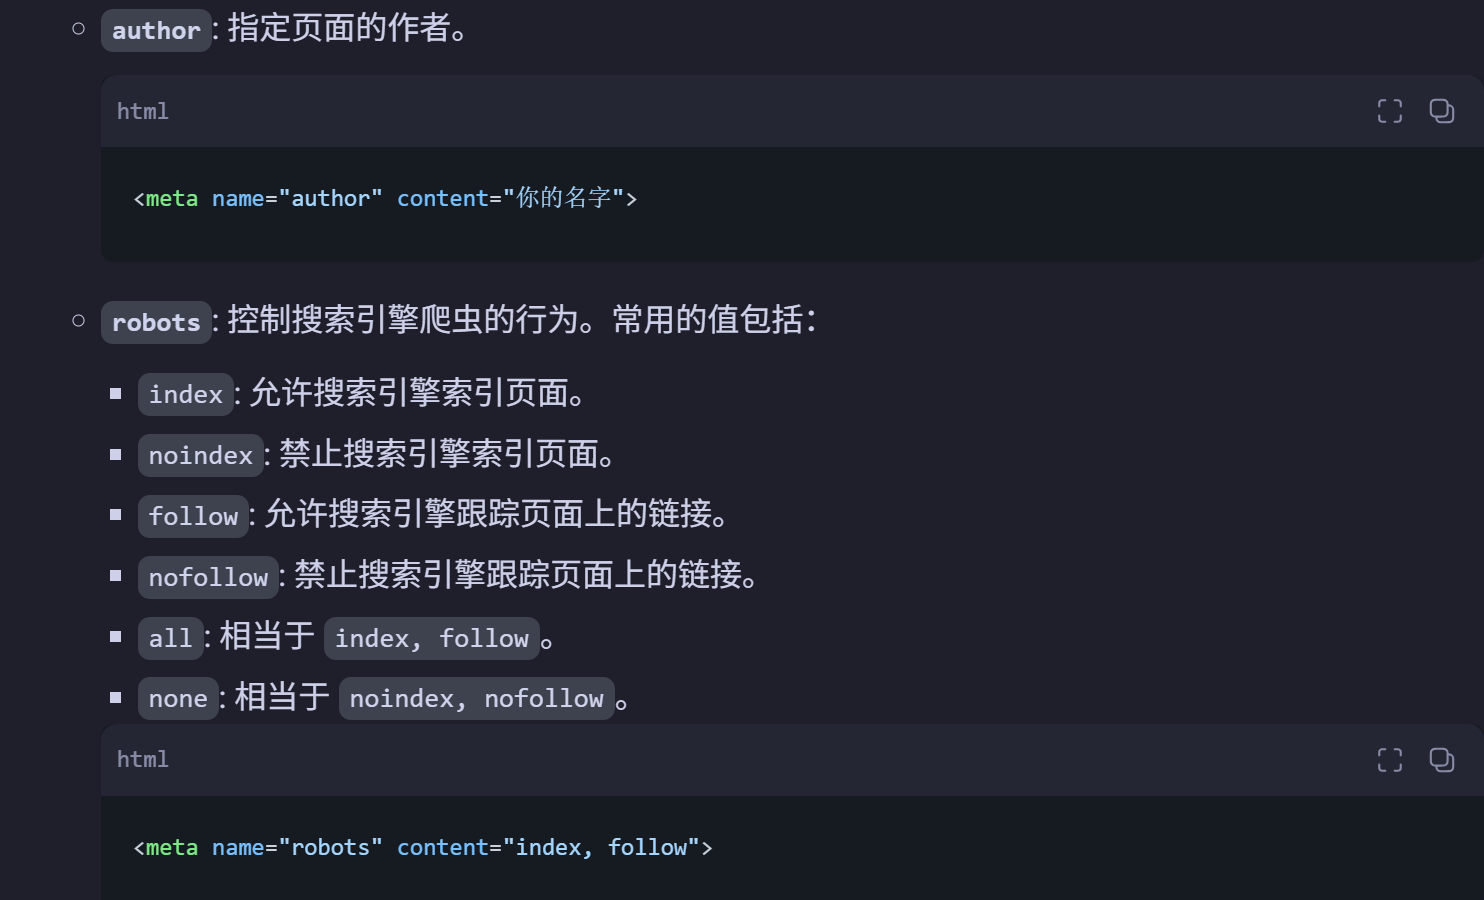 author: 指定页面的作者。
html
<meta name="author" content="你的名字">
robots: 控制搜索引擎爬虫的行为。常用的值包括：
index: 允许搜索引擎索引页面。
noindex: 禁止搜索引擎索引页面。
follow: 允许搜索引擎跟踪页面上的链接。
nofollow: 禁止搜索引擎跟踪页面上的链接。
all: 相当于 index, follow。
none: 相当于 noindex, nofollow。
html
<meta name="robots" content="index, follow">